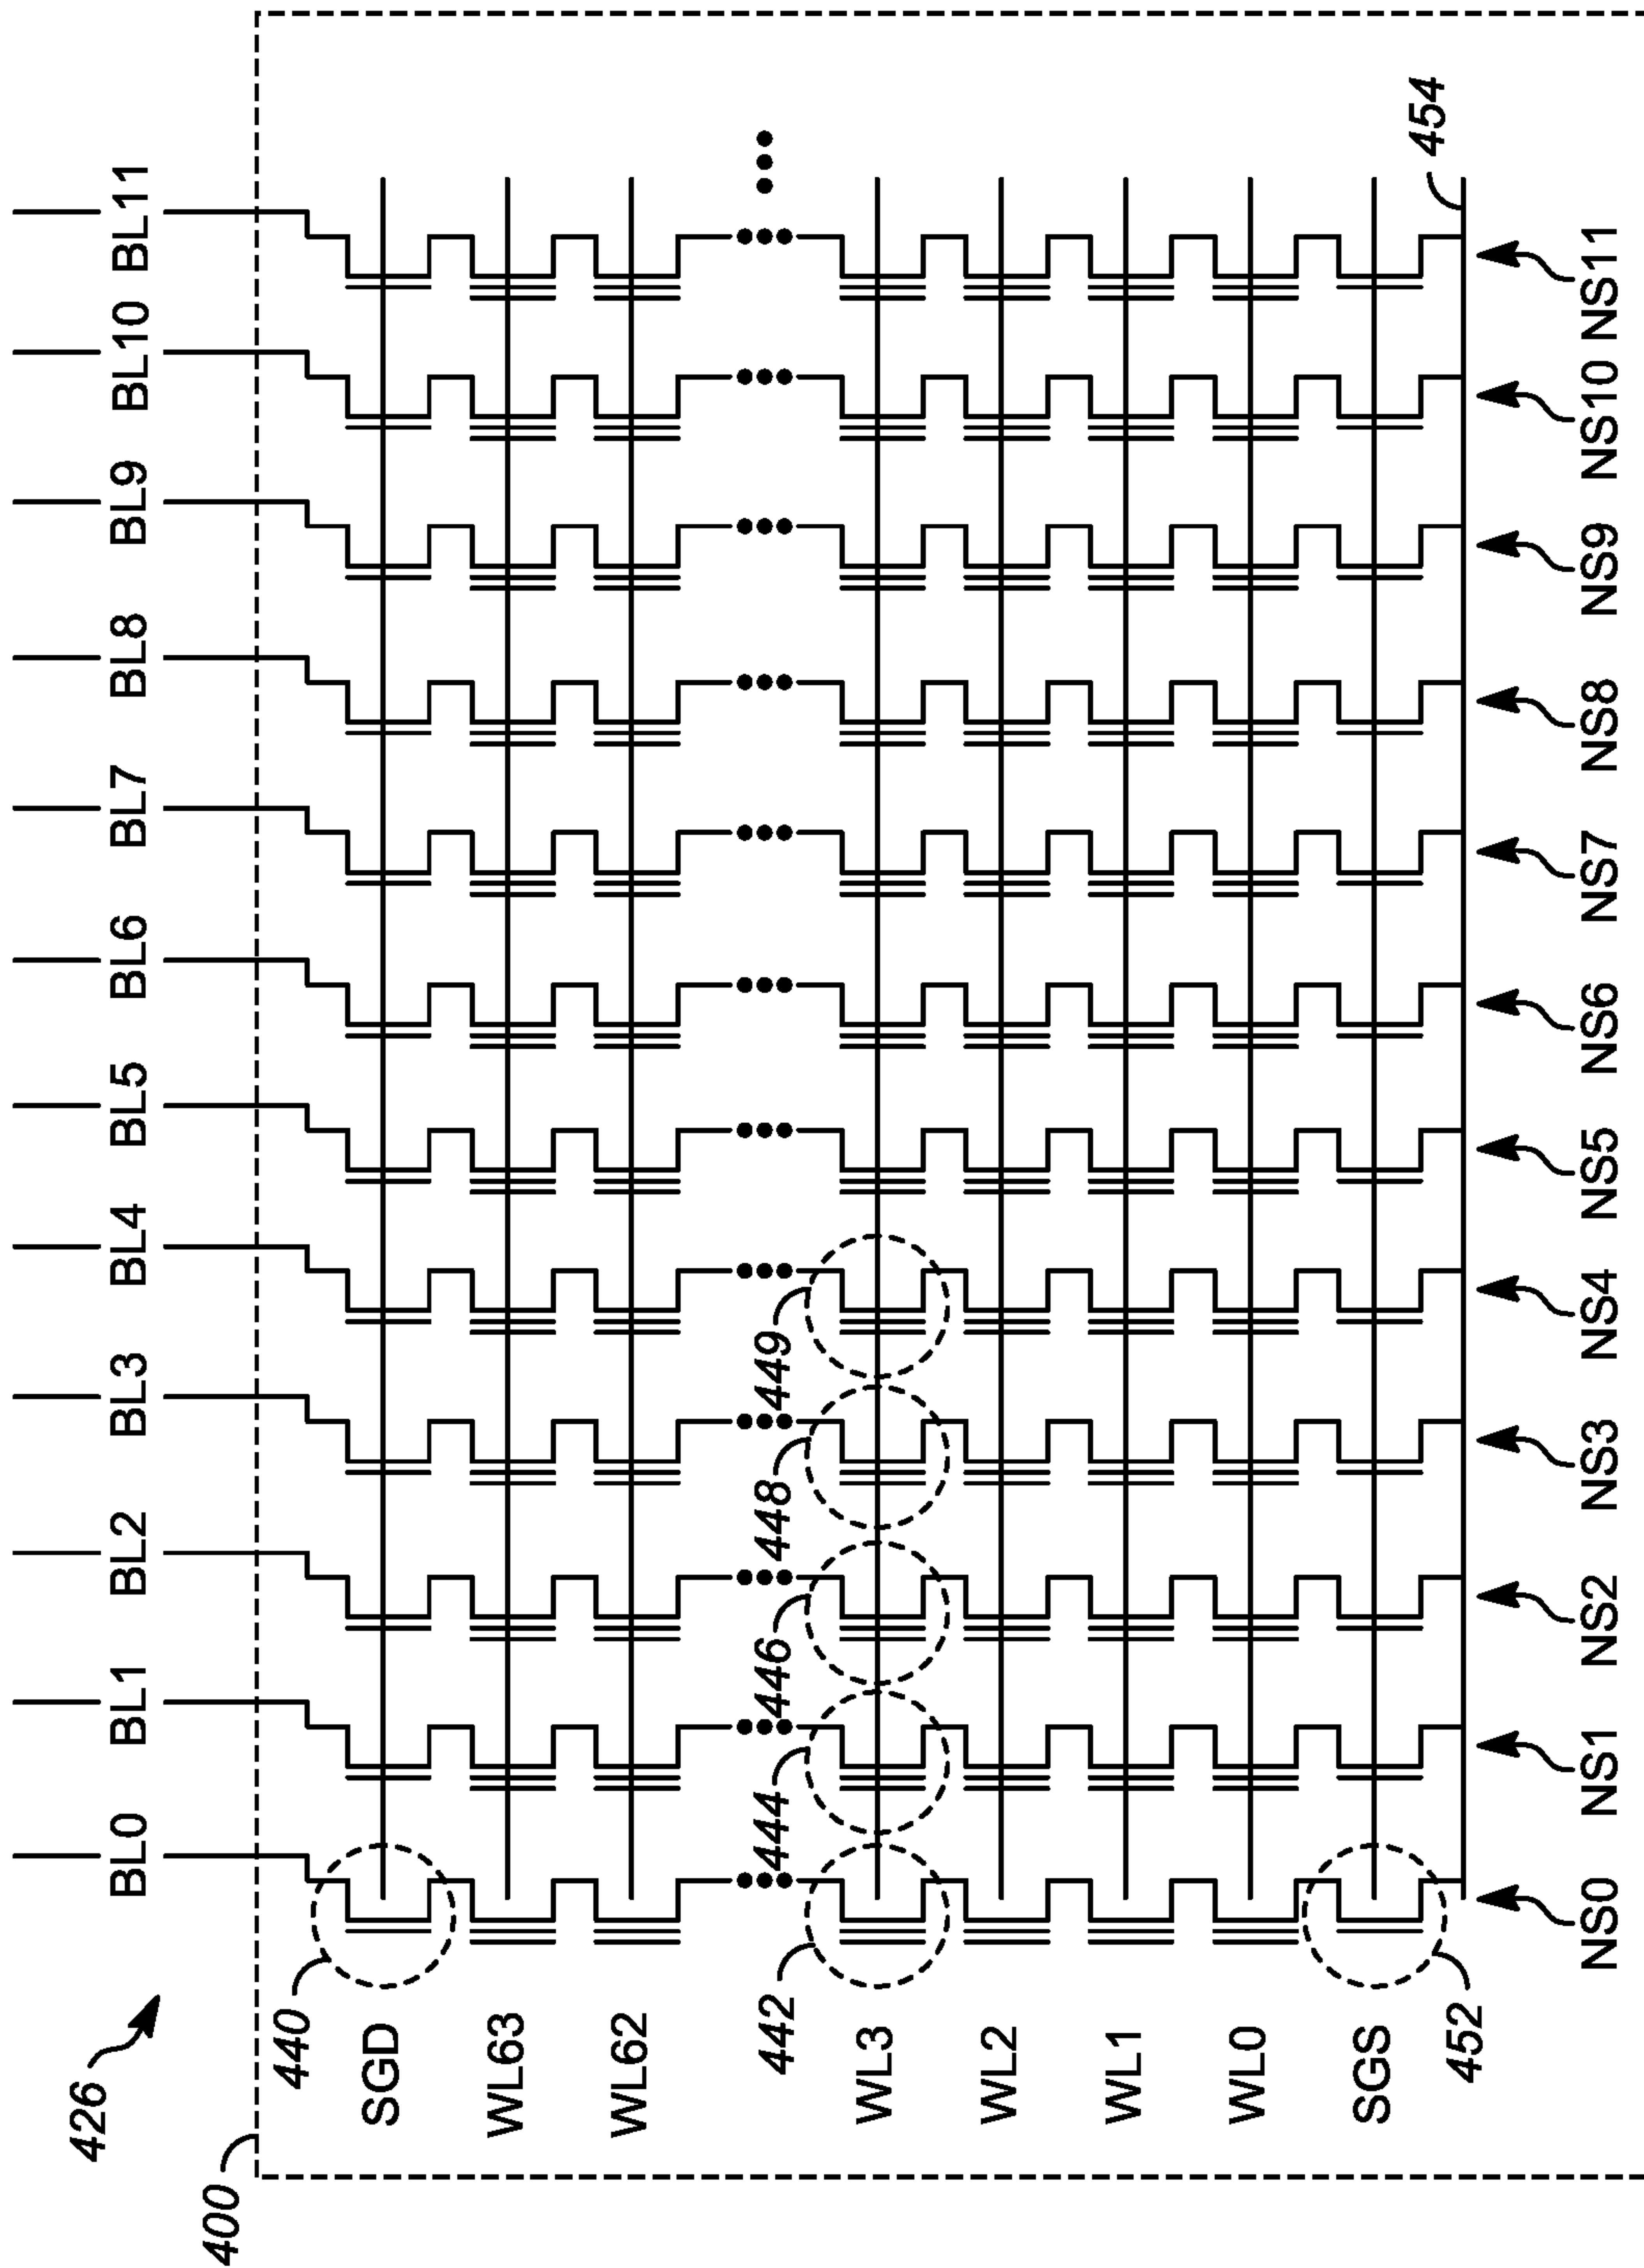 426
400
BL0 BL1 BL2 BL3 BL4 BL5 BL6 BL7 BL8 BL9 BL10 BL11
440
SGD
WL63
WL62
442 444 446 448 449
WL3
WL2
WL1
WL0
SGS
452
454
NS0 NS1 NS2 NS3 NS4 NS5 NS6 NS7 NS8 NS9 NS10 NS11